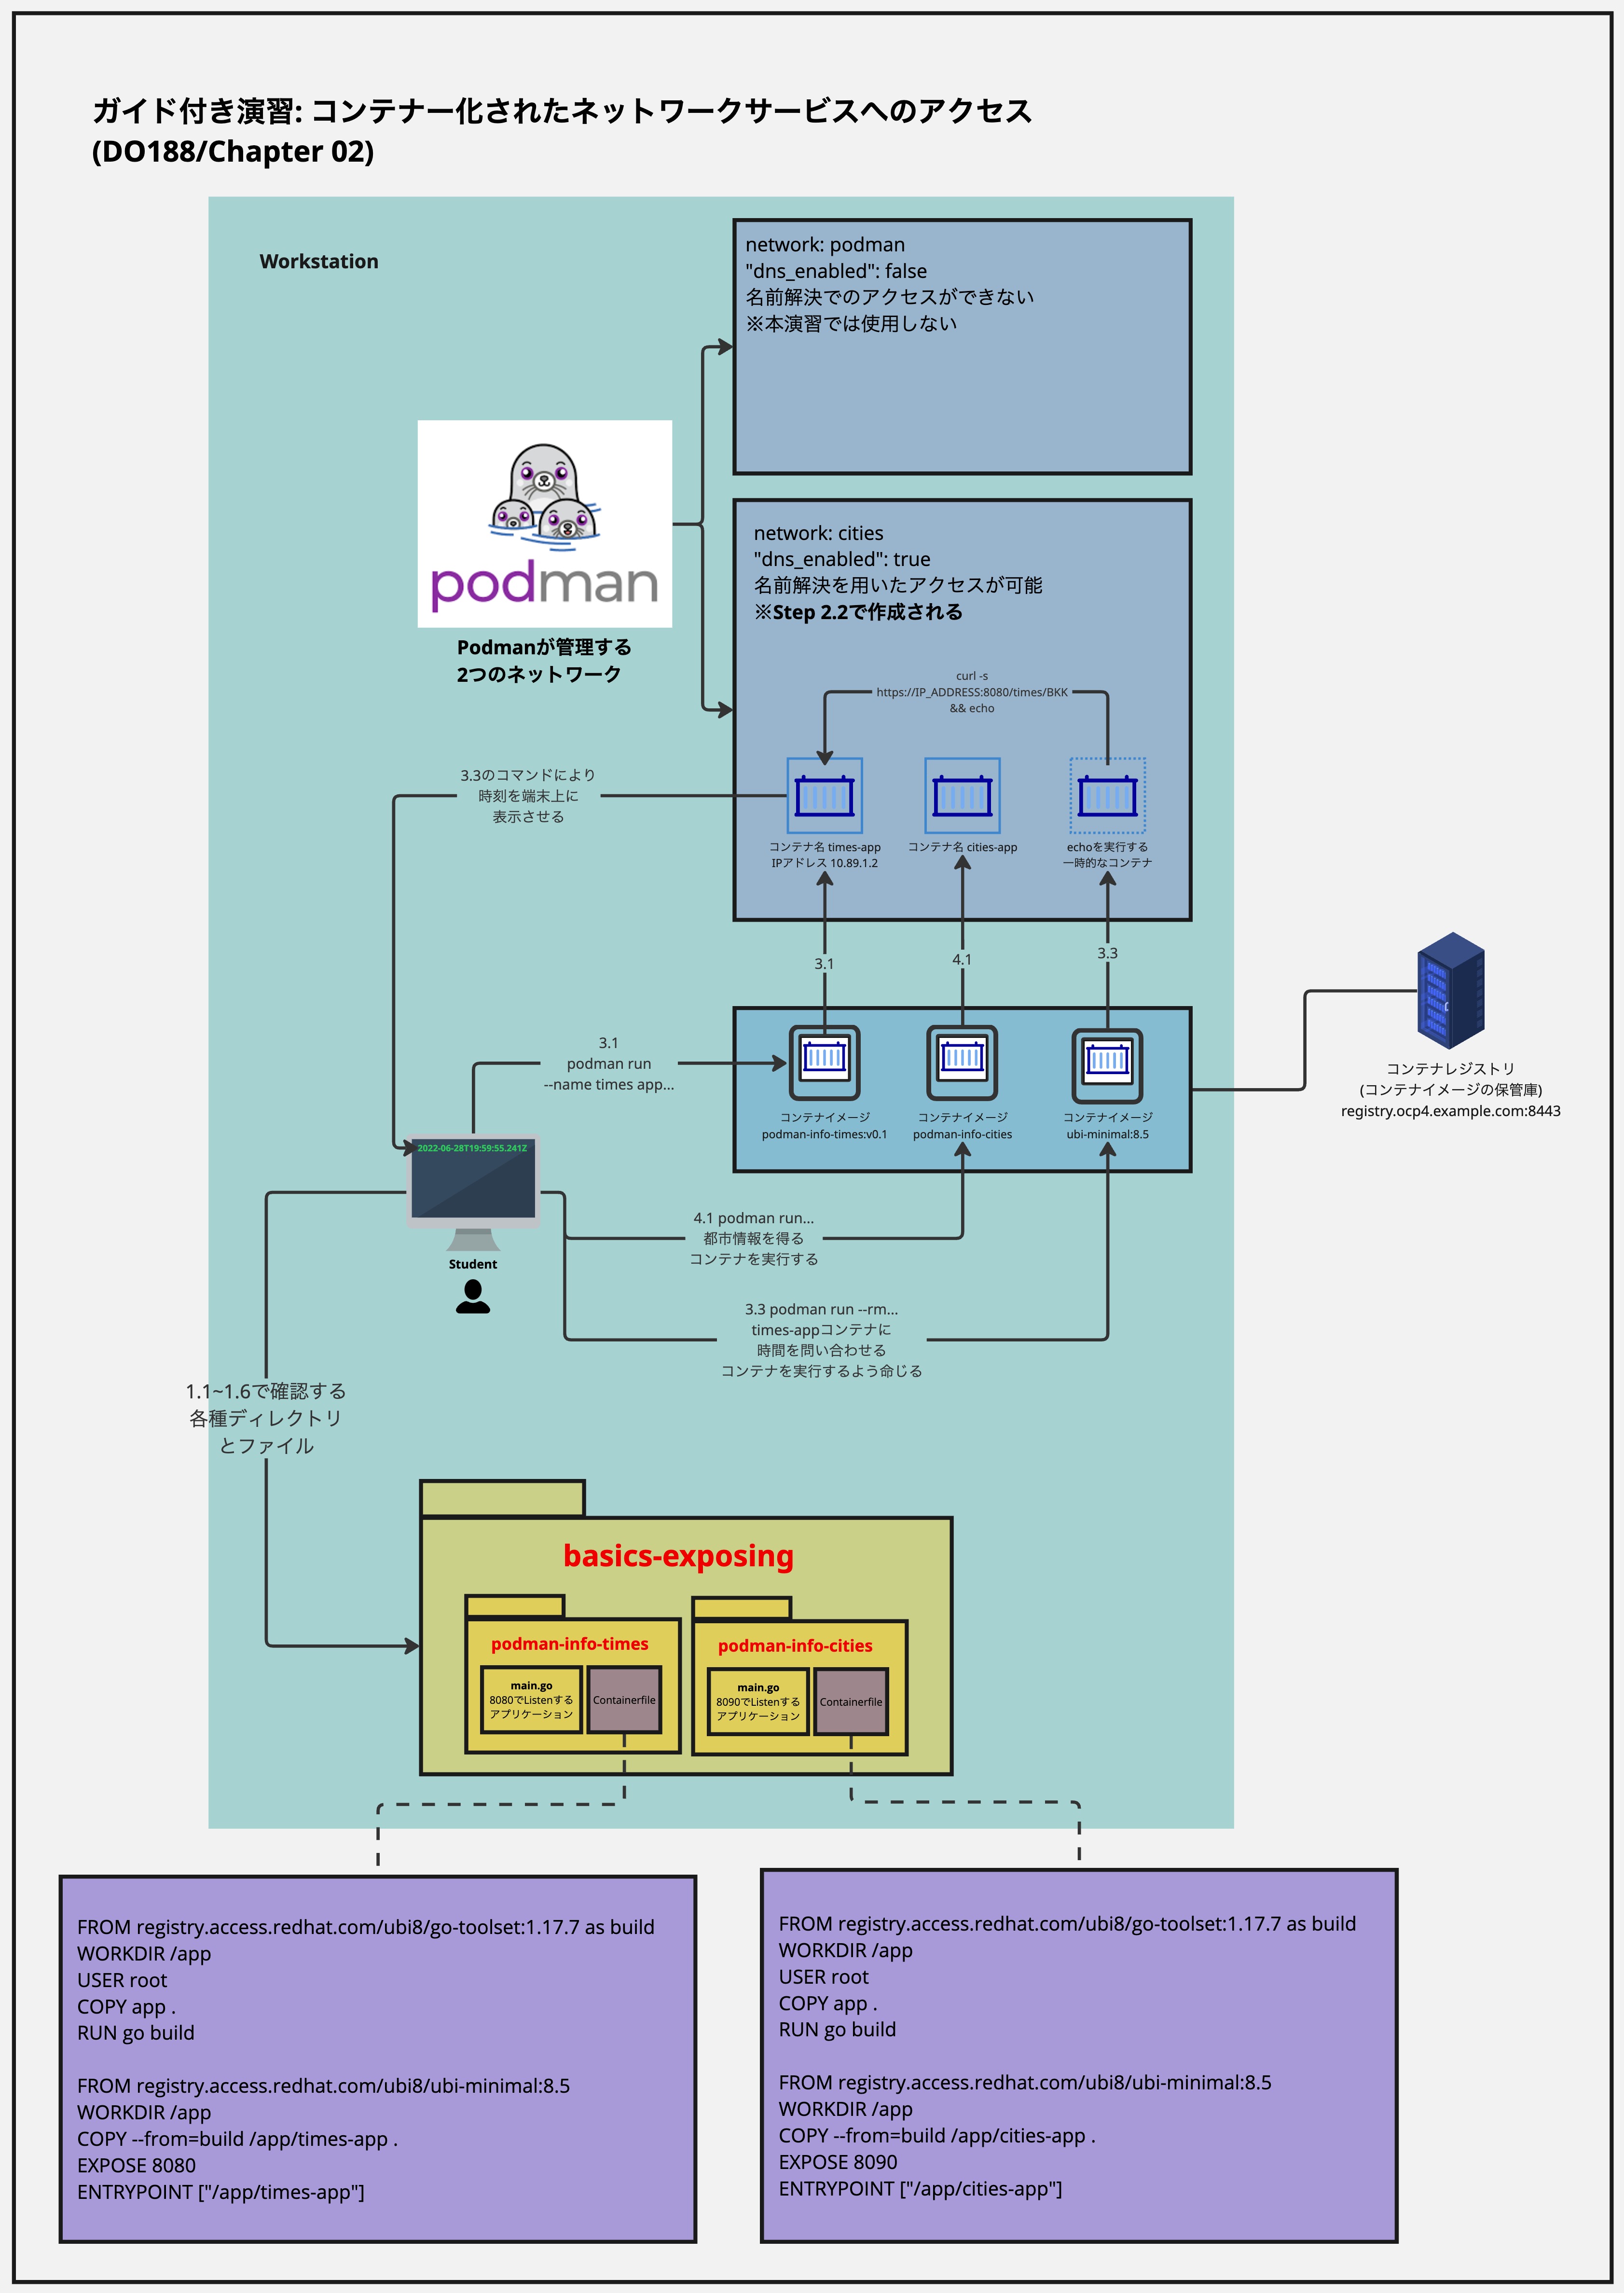 ガイド付き演習: コンテナー化されたネットワークサービスへのアクセス
(DO188/Chapter 02)
Workstation
network: podman
"dns_enabled": false
名前解決でのアクセスができない
※本演習では使用しない
podman
Podmanが管理する
2つのネットワーク
network: cities
"dns_enabled": true
名前解決を用いたアクセスが可能
※Step 2.2で作成される
curl -s
https://IP_ADDRESS:8080/times/BKK
&& echo
3.3のコマンドにより
時刻を端末上に
表示させる
コンテナ名 times-app
IPアドレス 10.89.1.2
コンテナ名 cities-app
echoを実行する
一時的なコンテナ
3.1
4.1
3.3
3.1
podman run
--name times app...
コンテナイメージ
podman-info-times:v0.1
コンテナイメージ
podman-info-cities
コンテナイメージ
ubi-minimal:8.5
コンテナレジストリ
(コンテナイメージの保管庫)
registry.ocp4.example.com:8443
2022-06-28T19:59:55.241Z
Student
4.1 podman run...
都市情報を得る
コンテナを実行する
3.3 podman run --rm...
times-appコンテナに
時間を問い合わせる
コンテナを実行するよう命じる
1.1~1.6で確認する
各種ディレクトリ
とファイル
basics-exposing
podman-info-times
main.go
8080でListenする
アプリケーション
Containerfile
podman-info-cities
main.go
8090でListenする
アプリケーション
Containerfile
FROM registry.access.redhat.com/ubi8/go-toolset:1.17.7 as build
WORKDIR /app
USER root
COPY app .
RUN go build
FROM registry.access.redhat.com/ubi8/ubi-minimal:8.5
WORKDIR /app
COPY --from=build /app/times-app .
EXPOSE 8080
ENTRYPOINT ["/app/times-app"]
FROM registry.access.redhat.com/ubi8/go-toolset:1.17.7 as build
WORKDIR /app
USER root
COPY app .
RUN go build
FROM registry.access.redhat.com/ubi8/ubi-minimal:8.5
WORKDIR /app
COPY --from=build /app/cities-app .
EXPOSE 8090
ENTRYPOINT ["/app/cities-app"]